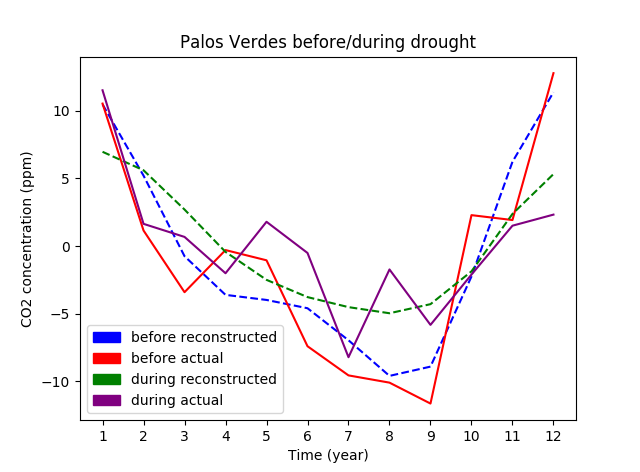 Palos Verdes before/during drought
CO2 concentration (ppm)
10
5
0
−5
−10
before reconstructed
before actual
during reconstructed
during actual
1 2 3 4 5 6 7 8 9 10 11 12
Time (year)